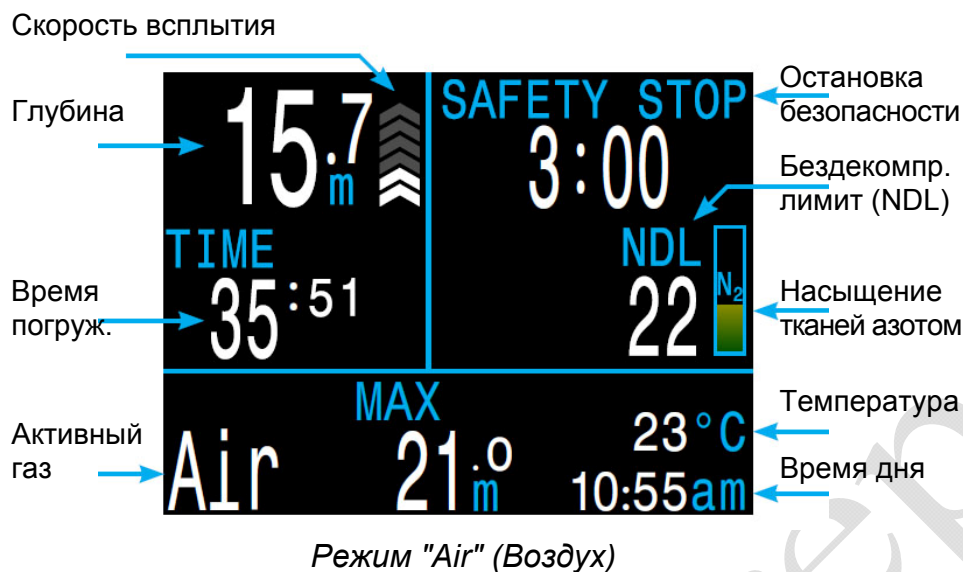 Скорость всплытия
Глубина
Время
погруж.
Активный
газ
15.7
m
TIME
35:51
SAFETY STOP
3:00
NDL
22
N₂
Air
MAX
21.0
m
23°C
10:55am
Остановка
безопасности
Бездекомпр.
лимит (NDL)
Насыщение
тканей азотом
Температура
Время дня
Режим "Air" (Воздух)